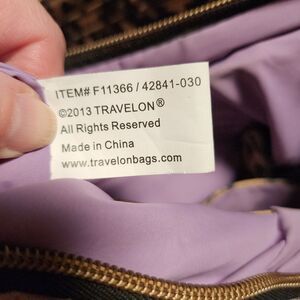 ITEM# F11366 / 42841-030
©2013 TRAVELON®
All Rights Reserved
Made in China
www.travelonbags.com